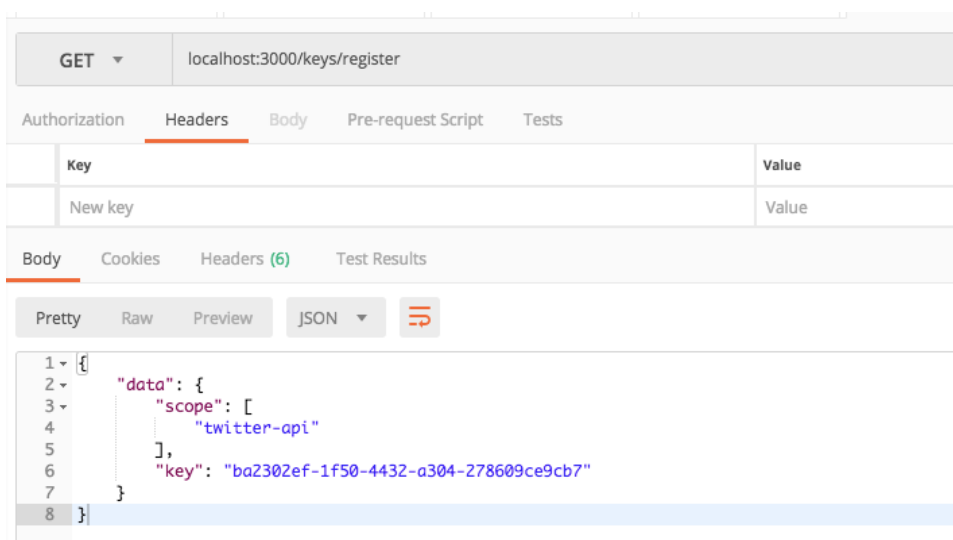 GET localhost:3000/keys/register
Authorization Headers Body Pre-request Script Tests
Key Value
New key Value
Body Cookies Headers (6) Test Results
Pretty Raw Preview JSON
1 {
2 "data": {
3 "scope": [
4 "twitter-api"
5 ],
6 "key": "ba2302ef-1f50-4432-a304-278609ce9cb7"
7 }
8 }